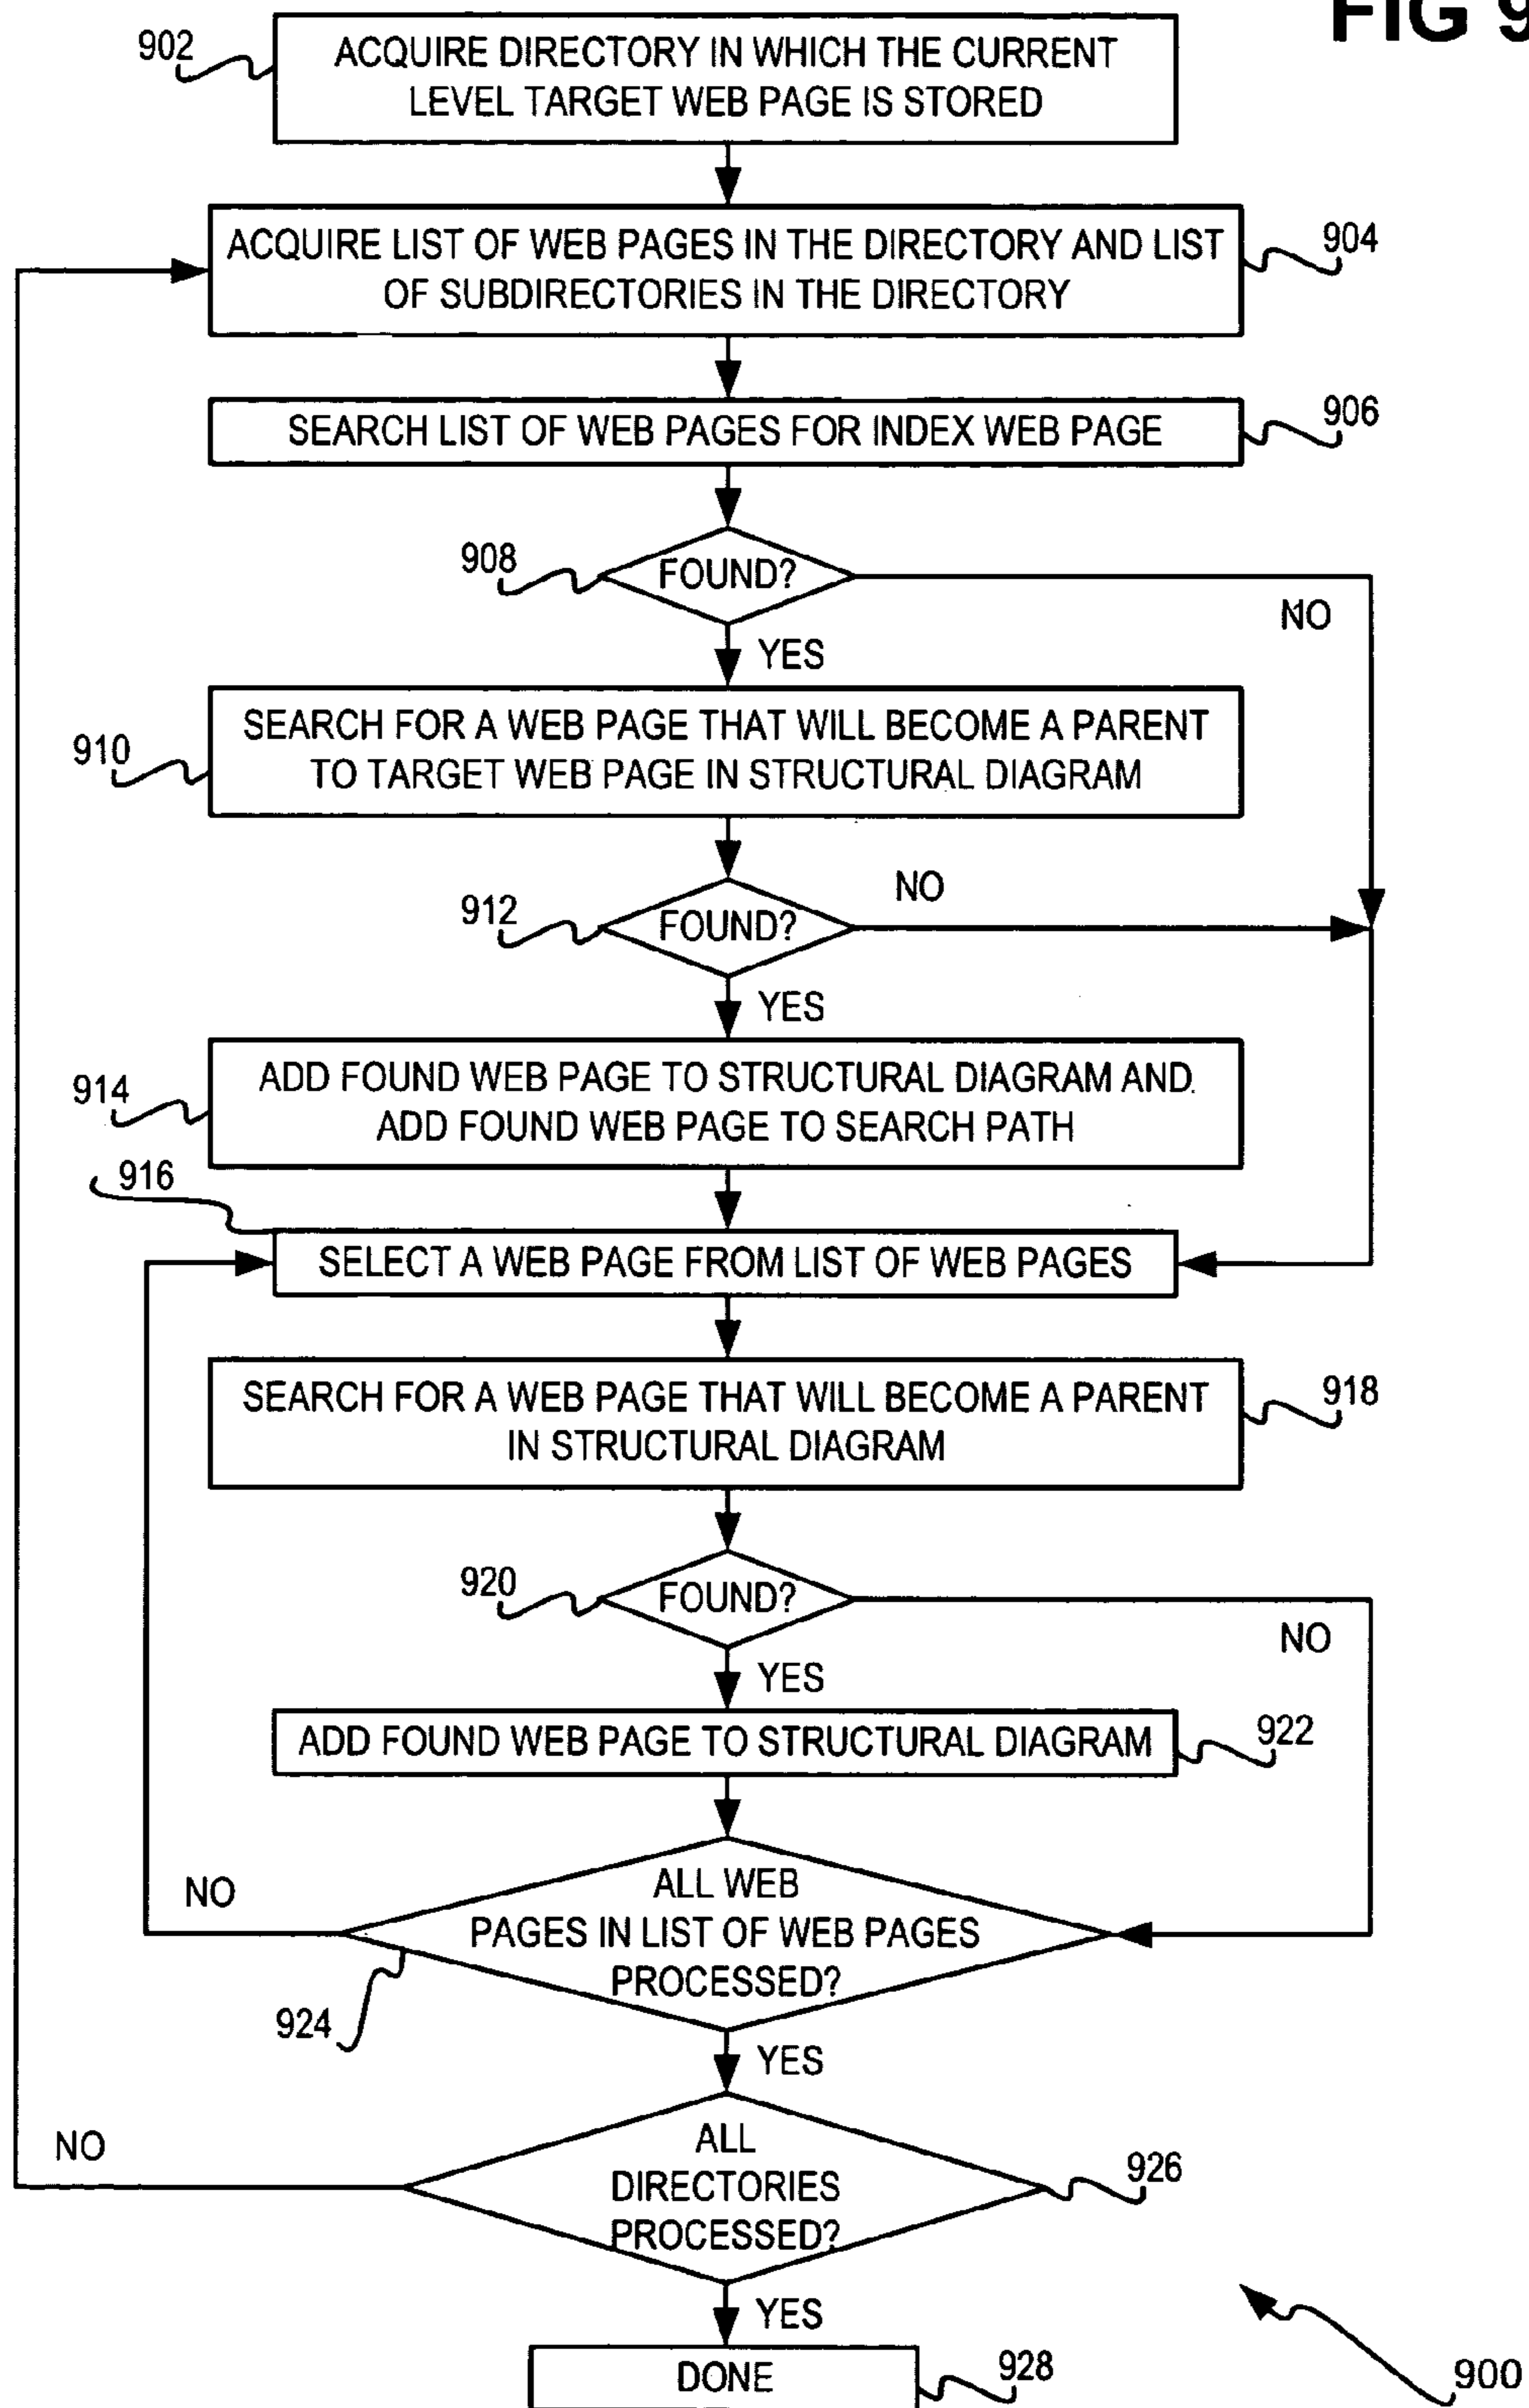 FIG 9
902
ACQUIRE DIRECTORY IN WHICH THE CURRENT
LEVEL TARGET WEB PAGE IS STORED
ACQUIRE LIST OF WEB PAGES IN THE DIRECTORY AND LIST
OF SUBDIRECTORIES IN THE DIRECTORY
904
SEARCH LIST OF WEB PAGES FOR INDEX WEB PAGE
906
908
FOUND?
NO
YES
SEARCH FOR A WEB PAGE THAT WILL BECOME A PARENT
TO TARGET WEB PAGE IN STRUCTURAL DIAGRAM
910
NO
912
FOUND?
YES
ADD FOUND WEB PAGE TO STRUCTURAL DIAGRAM AND
ADD FOUND WEB PAGE TO SEARCH PATH
914
916
SELECT A WEB PAGE FROM LIST OF WEB PAGES
SEARCH FOR A WEB PAGE THAT WILL BECOME A PARENT
IN STRUCTURAL DIAGRAM
918
920
FOUND?
NO
YES
ADD FOUND WEB PAGE TO STRUCTURAL DIAGRAM
922
NO
ALL WEB
PAGES IN LIST OF WEB PAGES
PROCESSED?
924
YES
NO
ALL
DIRECTORIES
PROCESSED?
926
YES
DONE
928
900